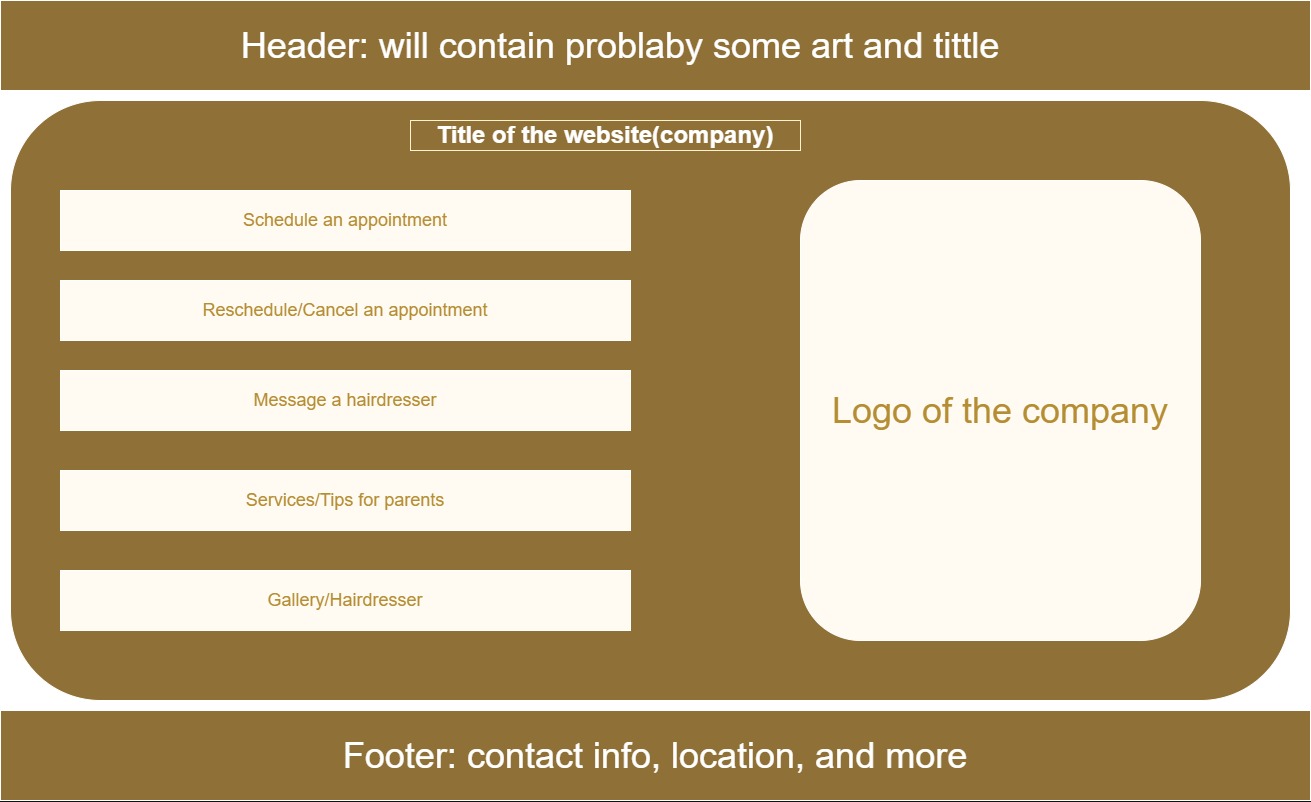 Header: will contain problaby some art and tittle
Title of the website(company)
Schedule an appointment
Reschedule/Cancel an appointment
Message a hairdresser
Services/Tips for parents
Gallery/Hairdresser
Logo of the company
Footer: contact info, location, and more